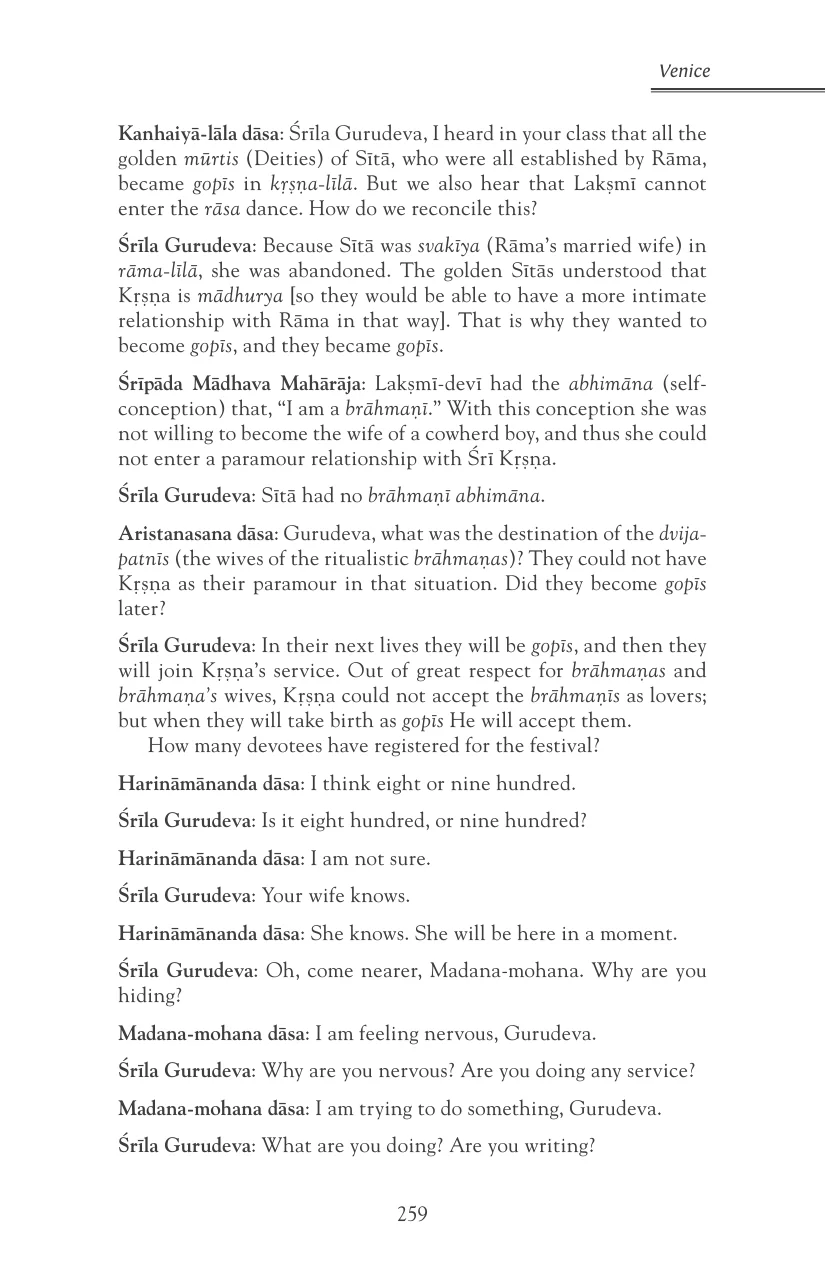 Venice
Kanhaiyā-lāla dāsa: Śrīla Gurudeva, I heard in your class that all the
golden mūrtis (Deities) of Sītā, who were all established by Rāma,
became gopīs in kṛṣṇa-līlā. But we also hear that Lakṣmī cannot
enter the rāsa dance. How do we reconcile this?
Śrīla Gurudeva: Because Sītā was svakīya (Rāma’s married wife) in
rāma-līlā, she was abandoned. The golden Sītās understood that
Kṛṣṇa is mādhurya [so they would be able to have a more intimate
relationship with Rāma in that way]. That is why they wanted to
become gopīs, and they became gopīs.
Śrīpāda Mādhava Mahārāja: Lakṣmī-devī had the abhimāna (self-
conception) that, “I am a brāhmaṇī.” With this conception she was
not willing to become the wife of a cowherd boy, and thus she could
not enter a paramour relationship with Śrī Kṛṣṇa.
Śrīla Gurudeva: Sītā had no brāhmaṇī abhimāna.
Aristanasana dāsa: Gurudeva, what was the destination of the dvija-
patnīs (the wives of the ritualistic brāhmaṇas)? They could not have
Kṛṣṇa as their paramour in that situation. Did they become gopīs
later?
Śrīla Gurudeva: In their next lives they will be gopīs, and then they
will join Kṛṣṇa’s service. Out of great respect for brāhmaṇas and
brāhmaṇa’s wives, Kṛṣṇa could not accept the brāhmaṇīs as lovers;
but when they will take birth as gopīs He will accept them.
How many devotees have registered for the festival?
Harināmānanda dāsa: I think eight or nine hundred.
Śrīla Gurudeva: Is it eight hundred, or nine hundred?
Harināmānanda dāsa: I am not sure.
Śrīla Gurudeva: Your wife knows.
Harināmānanda dāsa: She knows. She will be here in a moment.
Śrīla Gurudeva: Oh, come nearer, Madana-mohana. Why are you
hiding?
Madana-mohana dāsa: I am feeling nervous, Gurudeva.
Śrīla Gurudeva: Why are you nervous? Are you doing any service?
Madana-mohana dāsa: I am trying to do something, Gurudeva.
Śrīla Gurudeva: What are you doing? Are you writing?
259